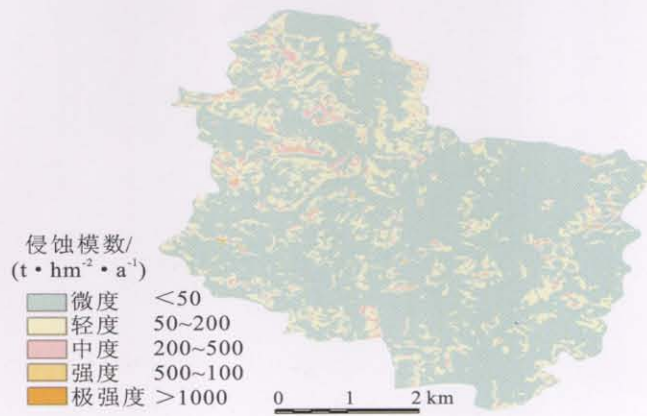 侵蚀模数/
(t·hm⁻²·a⁻¹)
微度 <50
轻度 50~200
中度 200~500
强度 500~100
极强度 >1000
0 1 2 km